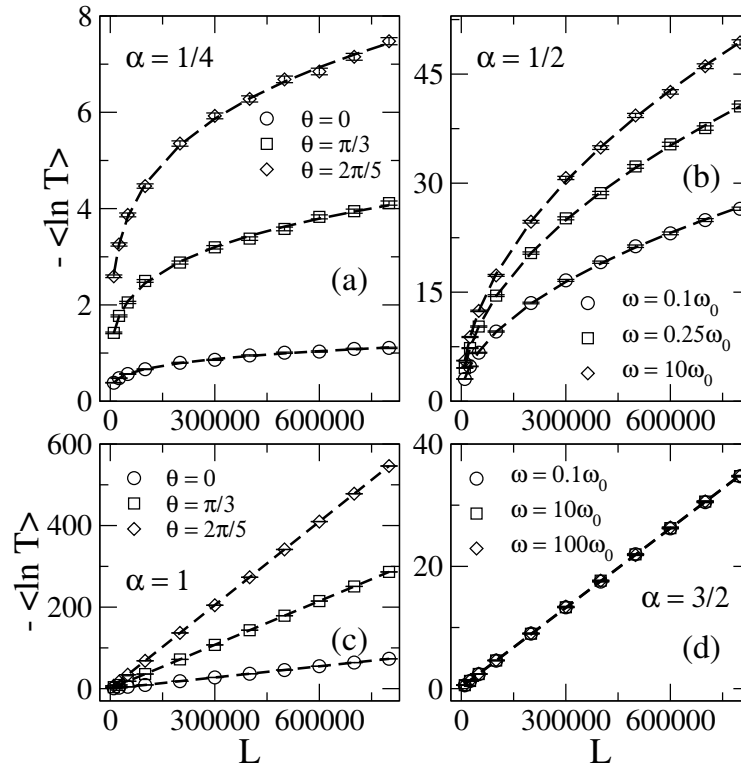 - <ln T>
8
6
4
2
0
α = 1/4
θ = 0
θ = π/3
θ = 2π/5
(a)
0 300000 600000
45
30
15
0
α = 1/2
(b)
ω = 0.1ω₀
ω = 0.25ω₀
ω = 10ω₀
0 300000 600000
- <ln T>
600
400
200
0
θ = 0
θ = π/3
θ = 2π/5
α = 1
(c)
0 300000 600000
L
40
20
0
ω = 0.1ω₀
ω = 10ω₀
ω = 100ω₀
α = 3/2
(d)
0 300000 600000
L